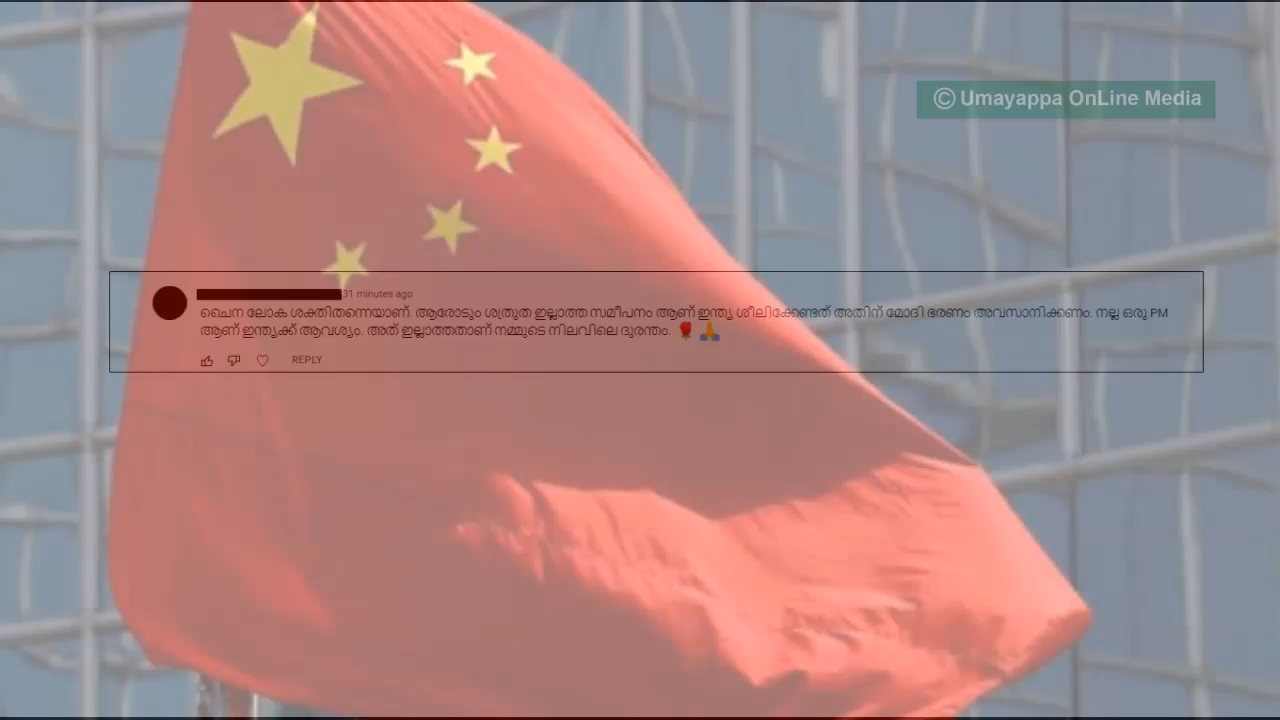 © Umayappa OnLine Media
31 minutes ago
ചൈന ലോക ശക്തിതന്നെയാണ്. ആരോടും ശത്രുത ഇല്ലാത്ത സമീപനം ആണ് ഇന്ത്യ ശീലിക്കേണ്ടത് അതിന് മോദി ഭരണം അവസാനിക്കണം. നല്ല ഒരു PM
ആണ് ഇന്ത്യക്ക് ആവശ്യം. അത് ഇല്ലാത്തതാണ് നമ്മുടെ നിലവിലെ ദുരന്തം. 🌹 🙏
REPLY